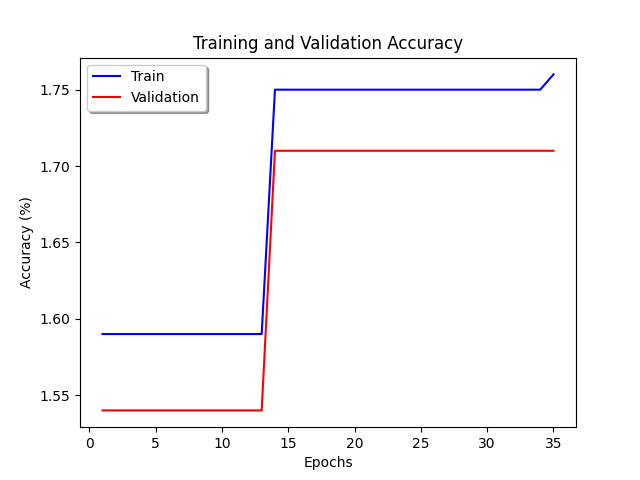 Training and Validation Accuracy
Train
Validation
Accuracy (%)
1.75
1.70
1.65
1.60
1.55
0 5 10 15 20 25 30 35
Epochs